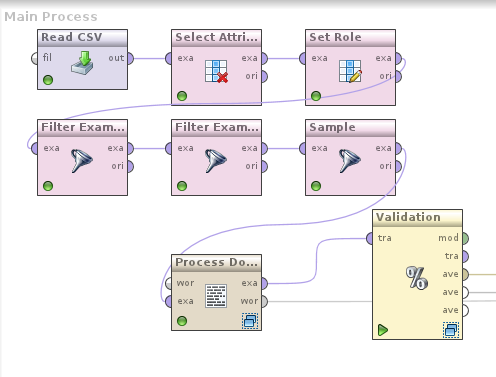 Main Process
Read CSV
fil out
Select Attri...
exa exa
ori
Set Role
exa exa
ori
Filter Exam...
exa exa
ori
Filter Exam...
exa exa
ori
Sample
exa exa
ori
Process Do...
wor exa
exa wor
Validation
tra mod
tra
ave
ave
ave
%